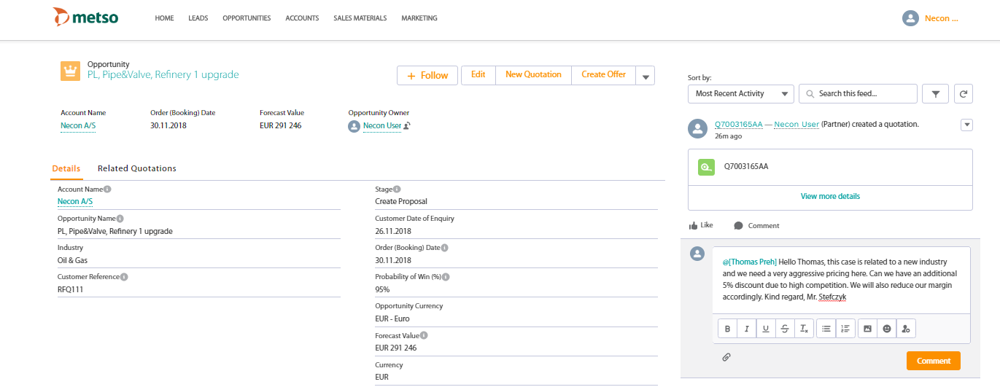 metso
HOME LEADS OPPORTUNITIES ACCOUNTS SALES MATERIALS MARKETING
Necon ...
Opportunity
PL, Pipe&Valve, Refinery 1 upgrade
+ Follow Edit New Quotation Create Offer
Account Name Order (Booking) Date Forecast Value Opportunity Owner
Necon A/S 30.11.2018 EUR 291 246 Necon User
Details Related Quotations
Account Name
Necon A/S
Opportunity Name
PL, Pipe&Valve, Refinery 1 upgrade
Industry
Oil & Gas
Customer Reference
RFQ111
Stage
Create Proposal
Customer Date of Enquiry
26.11.2018
Order (Booking) Date
30.11.2018
Probability of Win (%)
95%
Opportunity Currency
EUR - Euro
Forecast Value
EUR 291 246
Currency
EUR
Sort by:
Most Recent Activity Search this feed...
Q7003165AA — Necon User (Partner) created a quotation.
26m ago
Q7003165AA
View more details
Like Comment
@[Thomas Preh] Hello Thomas, this case is related to a new industry
and we need a very aggressive pricing here. Can we have an additional
5% discount due to high competition. We will also reduce our margin
accordingly. Kind regard, Mr. Stefczyk
B I U S Tx
Comment